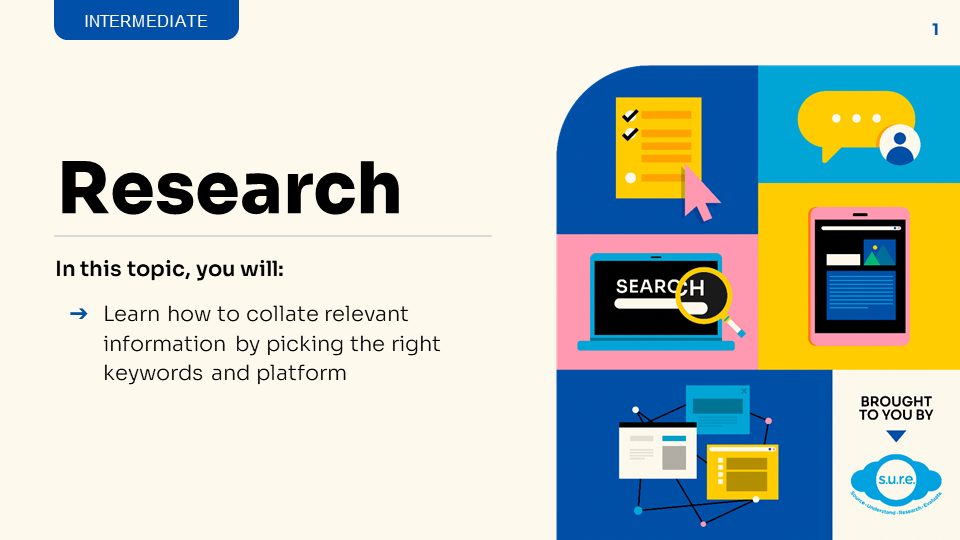 INTERMEDIATE
1
Research
In this topic, you will:
➔ Learn how to collate relevant
information by picking the right
keywords and platform
SEARCH
BROUGHT
TO YOU BY
s.u.r.e.
Source•Understand•Research•Evaluate